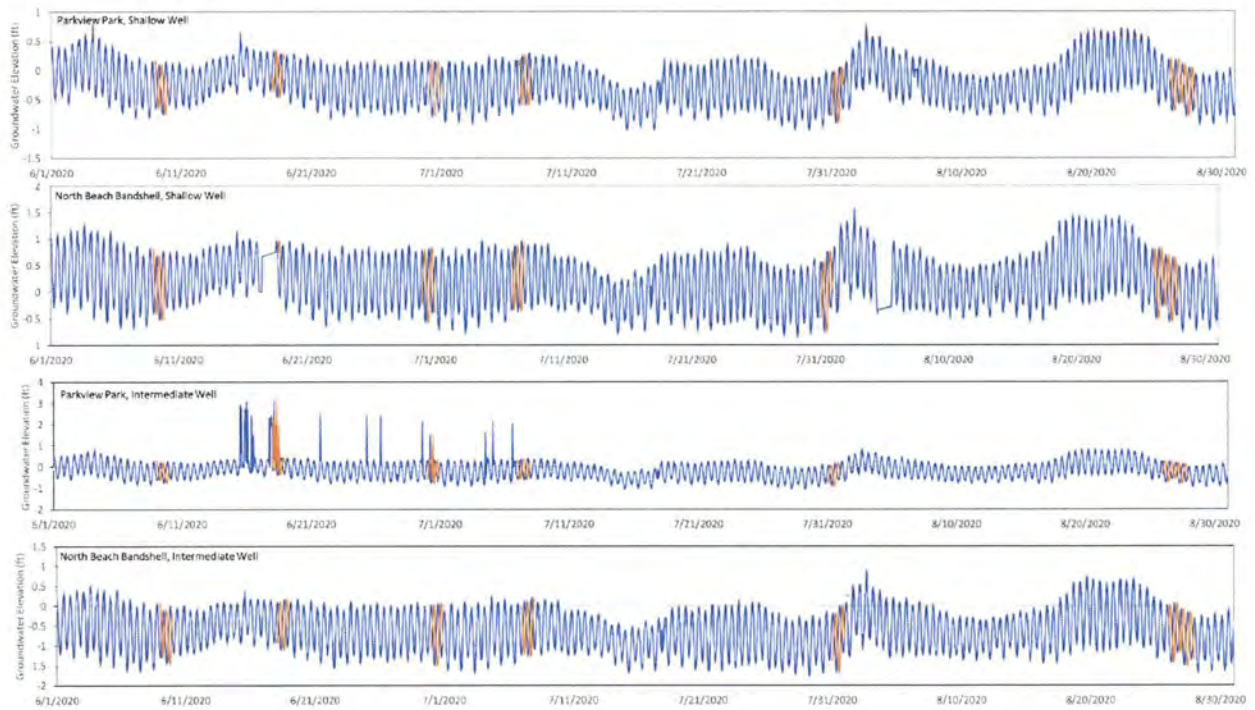 Parkview Park, Shallow Well
Groundwater Elevation (ft)
1
0.5
0
-0.5
-1
-1.5
6/1/2020 6/11/2020 6/21/2020 7/1/2020 7/11/2020 7/21/2020 7/31/2020 8/10/2020 8/20/2020 8/30/2020
North Beach Bandshell, Shallow Well
Groundwater Elevation (ft)
2
1.5
1
0.5
0
-0.5
1
6/1/2020 6/11/2020 6/21/2020 7/1/2020 7/11/2020 7/21/2020 7/31/2020 8/10/2020 8/20/2020 8/30/2020
Parkview Park, Intermediate Well
Groundwater Elevation (ft)
4
3
2
1
0
-1
2
6/1/2020 6/11/2020 6/21/2020 7/1/2020 7/11/2020 7/21/2020 7/31/2020 8/10/2020 8/20/2020 8/30/2020
North Beach Bandshell, Intermediate Well
Groundwater Elevation (ft)
1.5
1
0.5
0
-0.5
-1
-1.5
-2
6/1/2020 6/11/2020 6/21/2020 7/1/2020 7/11/2020 7/21/2020 7/31/2020 8/10/2020 8/20/2020 8/30/2020